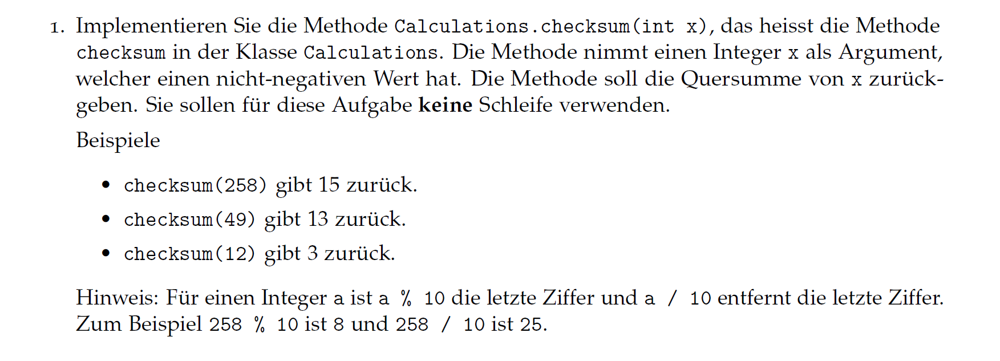 1. Implementieren Sie die Methode Calculations.checksum(int x), das heisst die Methode
checksum in der Klasse Calculations. Die Methode nimmt einen Integer x als Argument,
welcher einen nicht-negativen Wert hat. Die Methode soll die Quersumme von x zurück-
geben. Sie sollen für diese Aufgabe keine Schleife verwenden.
Beispiele
• checksum(258) gibt 15 zurück.
• checksum(49) gibt 13 zurück.
• checksum(12) gibt 3 zurück.
Hinweis: Für einen Integer a ist a % 10 die letzte Ziffer und a / 10 entfernt die letzte Ziffer.
Zum Beispiel 258 % 10 ist 8 und 258 / 10 ist 25.